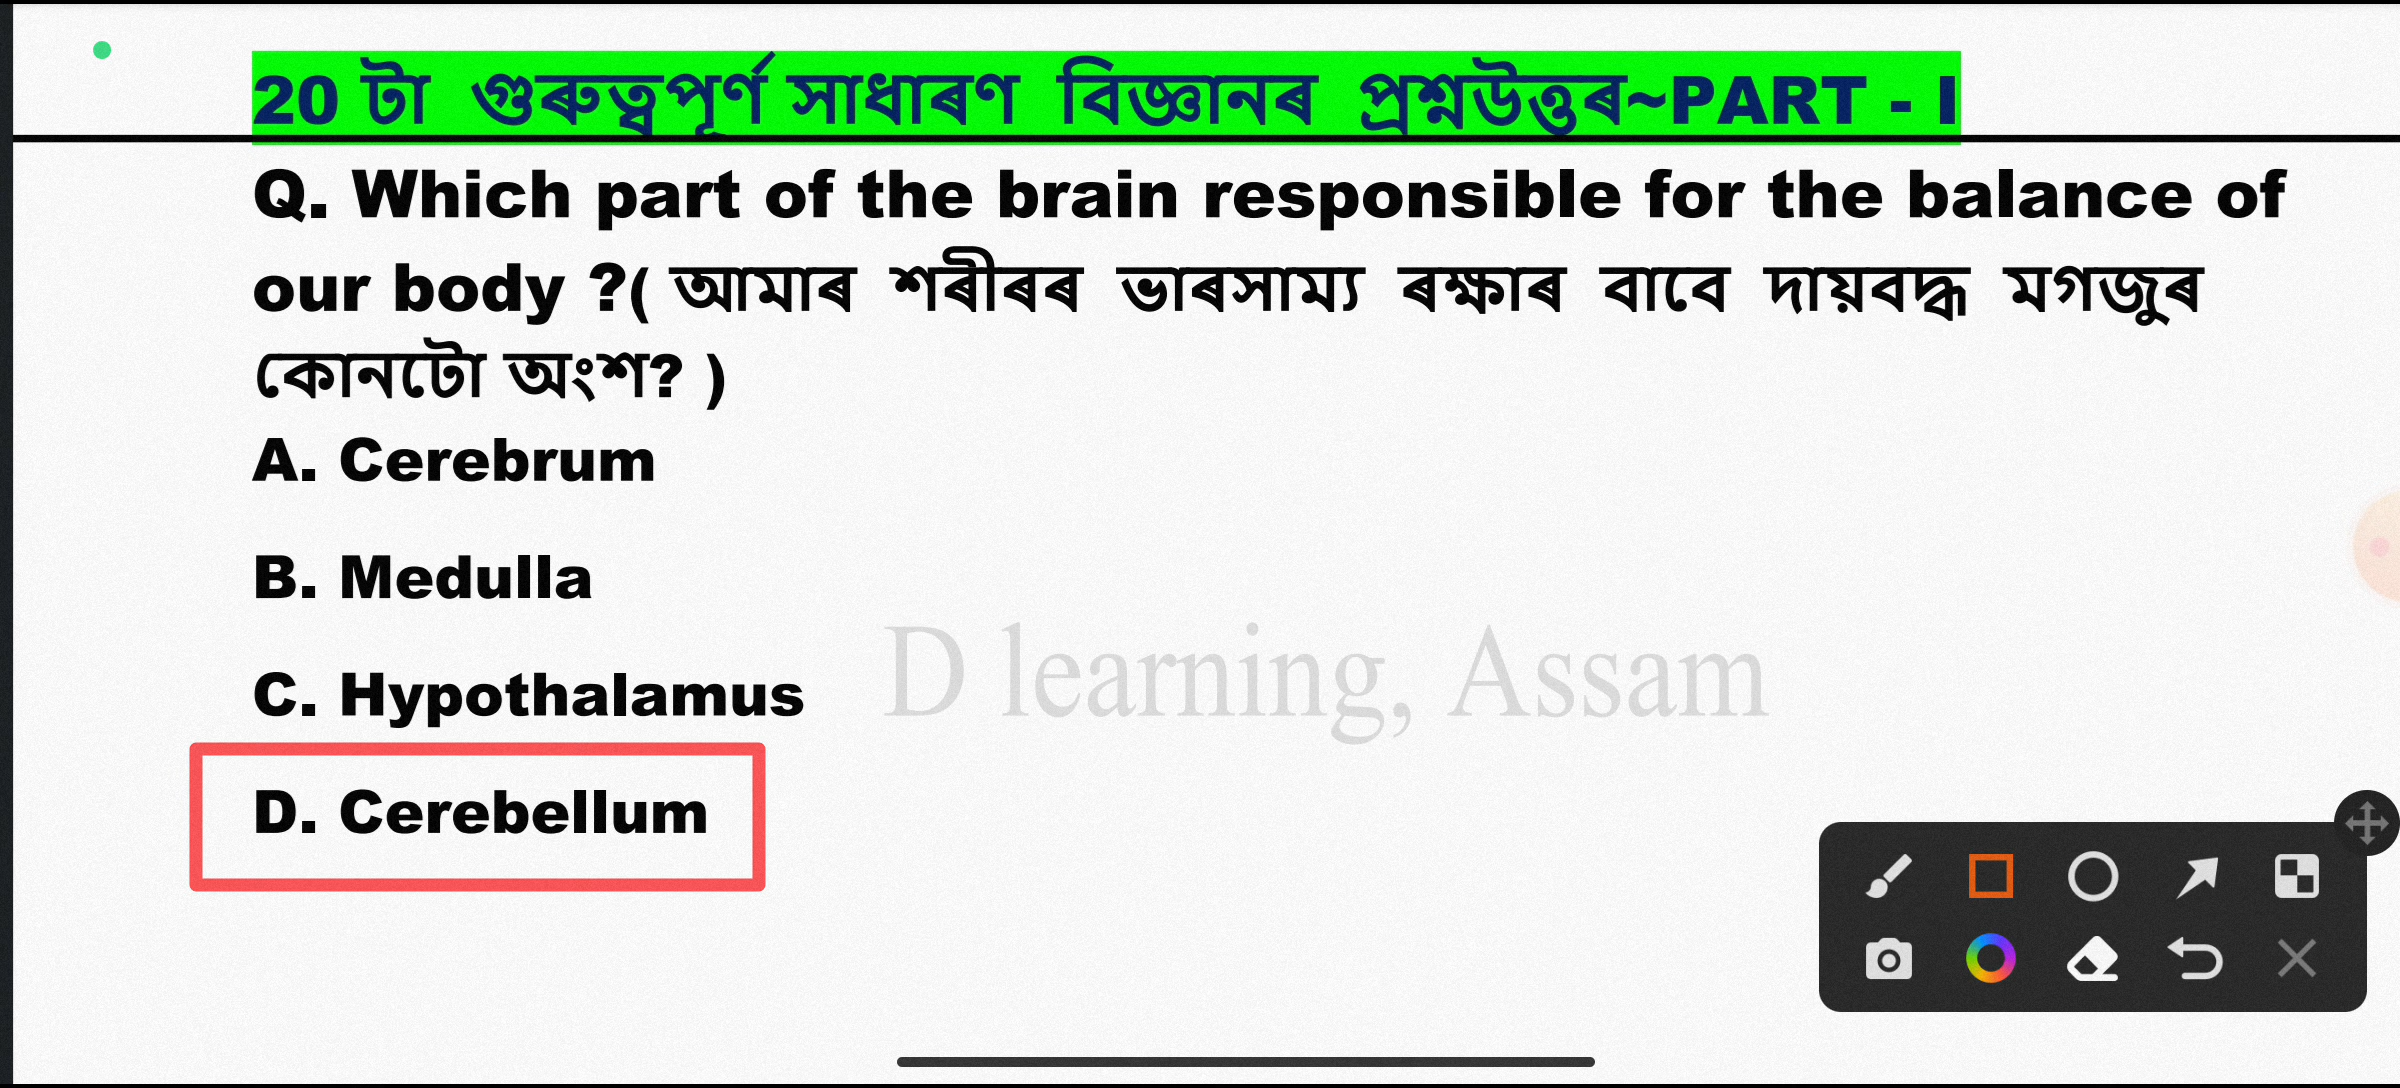 20 টা গুৰুত্বপূৰ্ণ সাধাৰণ বিজ্ঞানৰ প্ৰশ্নউত্তৰ~PART - I
Q. Which part of the brain responsible for the balance of
our body ?( আমাৰ শৰীৰৰ ভাৰসাম্য ৰক্ষাৰ বাবে দায়বদ্ধ মগজুৰ
কোনটো অংশ? )
A. Cerebrum
B. Medulla
C. Hypothalamus
D learning, Assam
D. Cerebellum